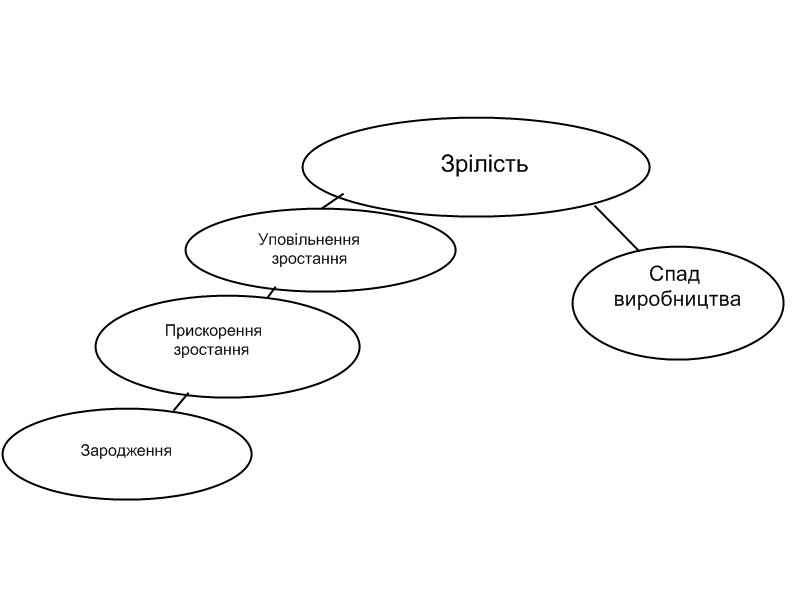 Зрілість
Уповільнення
зростання
Спад
виробництва
Прискорення
зростання
Зародження